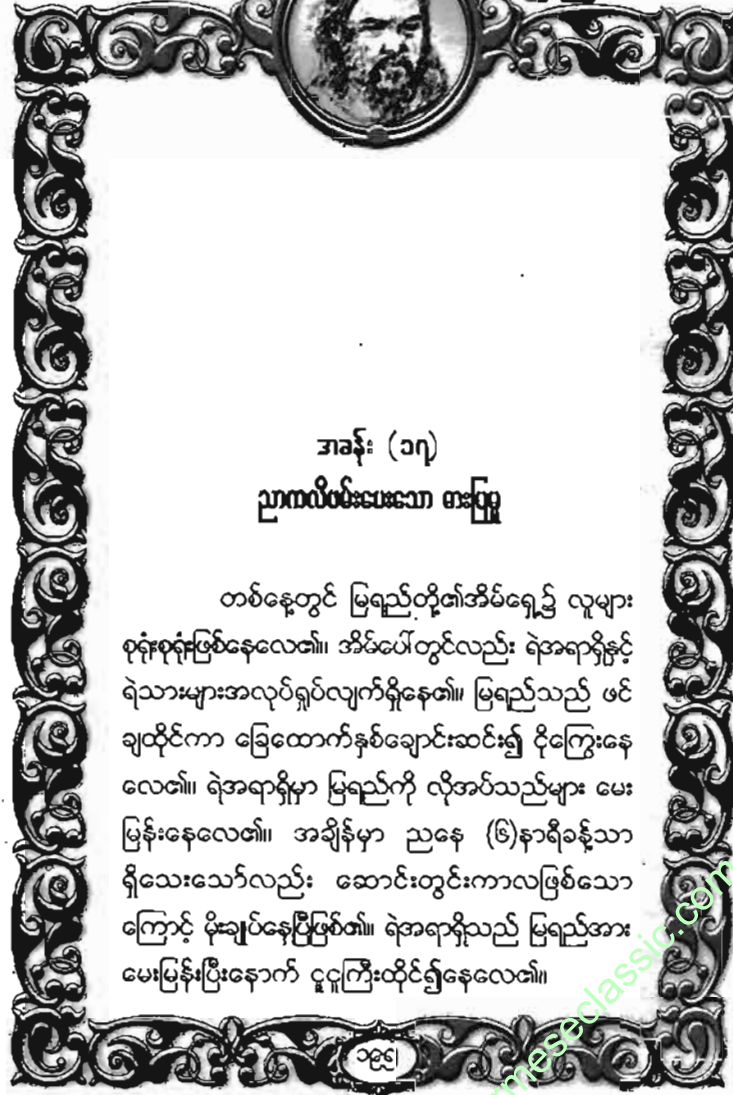 အခန်း (၁၇)
ညာကလိဖမ်းပေးသော ဓားပြမှု
တစ်နေ့တွင် မြရည်တို့၏အိမ်ရှေ့၌ လူများ
စုရုံးစုရုံးဖြစ်နေလေ၏။ အိမ်ပေါ်တွင်လည်း ရဲအရာရှိနှင့်
ရဲသားများအလုပ်ရှုပ်လျက်ရှိနေ၏။ မြရည်သည် ဖင်
ချထိုင်ကာ ခြေထောက်နှစ်ချောင်းဆင်း၍ ငိုကြွေးနေ
လေ၏။ ရဲအရာရှိမှာ မြရည်ကို လိုအပ်သည်များ မေး
မြန်းနေလေ၏။ အချိန်မှာ ညနေ (၆)နာရီခန့်သာ
ရှိသေးသော်လည်း ဆောင်းတွင်းကာလဖြစ်သော
ကြောင့် မိုးချုပ်နေပြီဖြစ်၏။ ရဲအရာရှိသည် မြရည်အား
မေးမြန်းပြီးနောက် ငူငူကြီးထိုင်၍နေလေ၏။
rmeseclassic.com